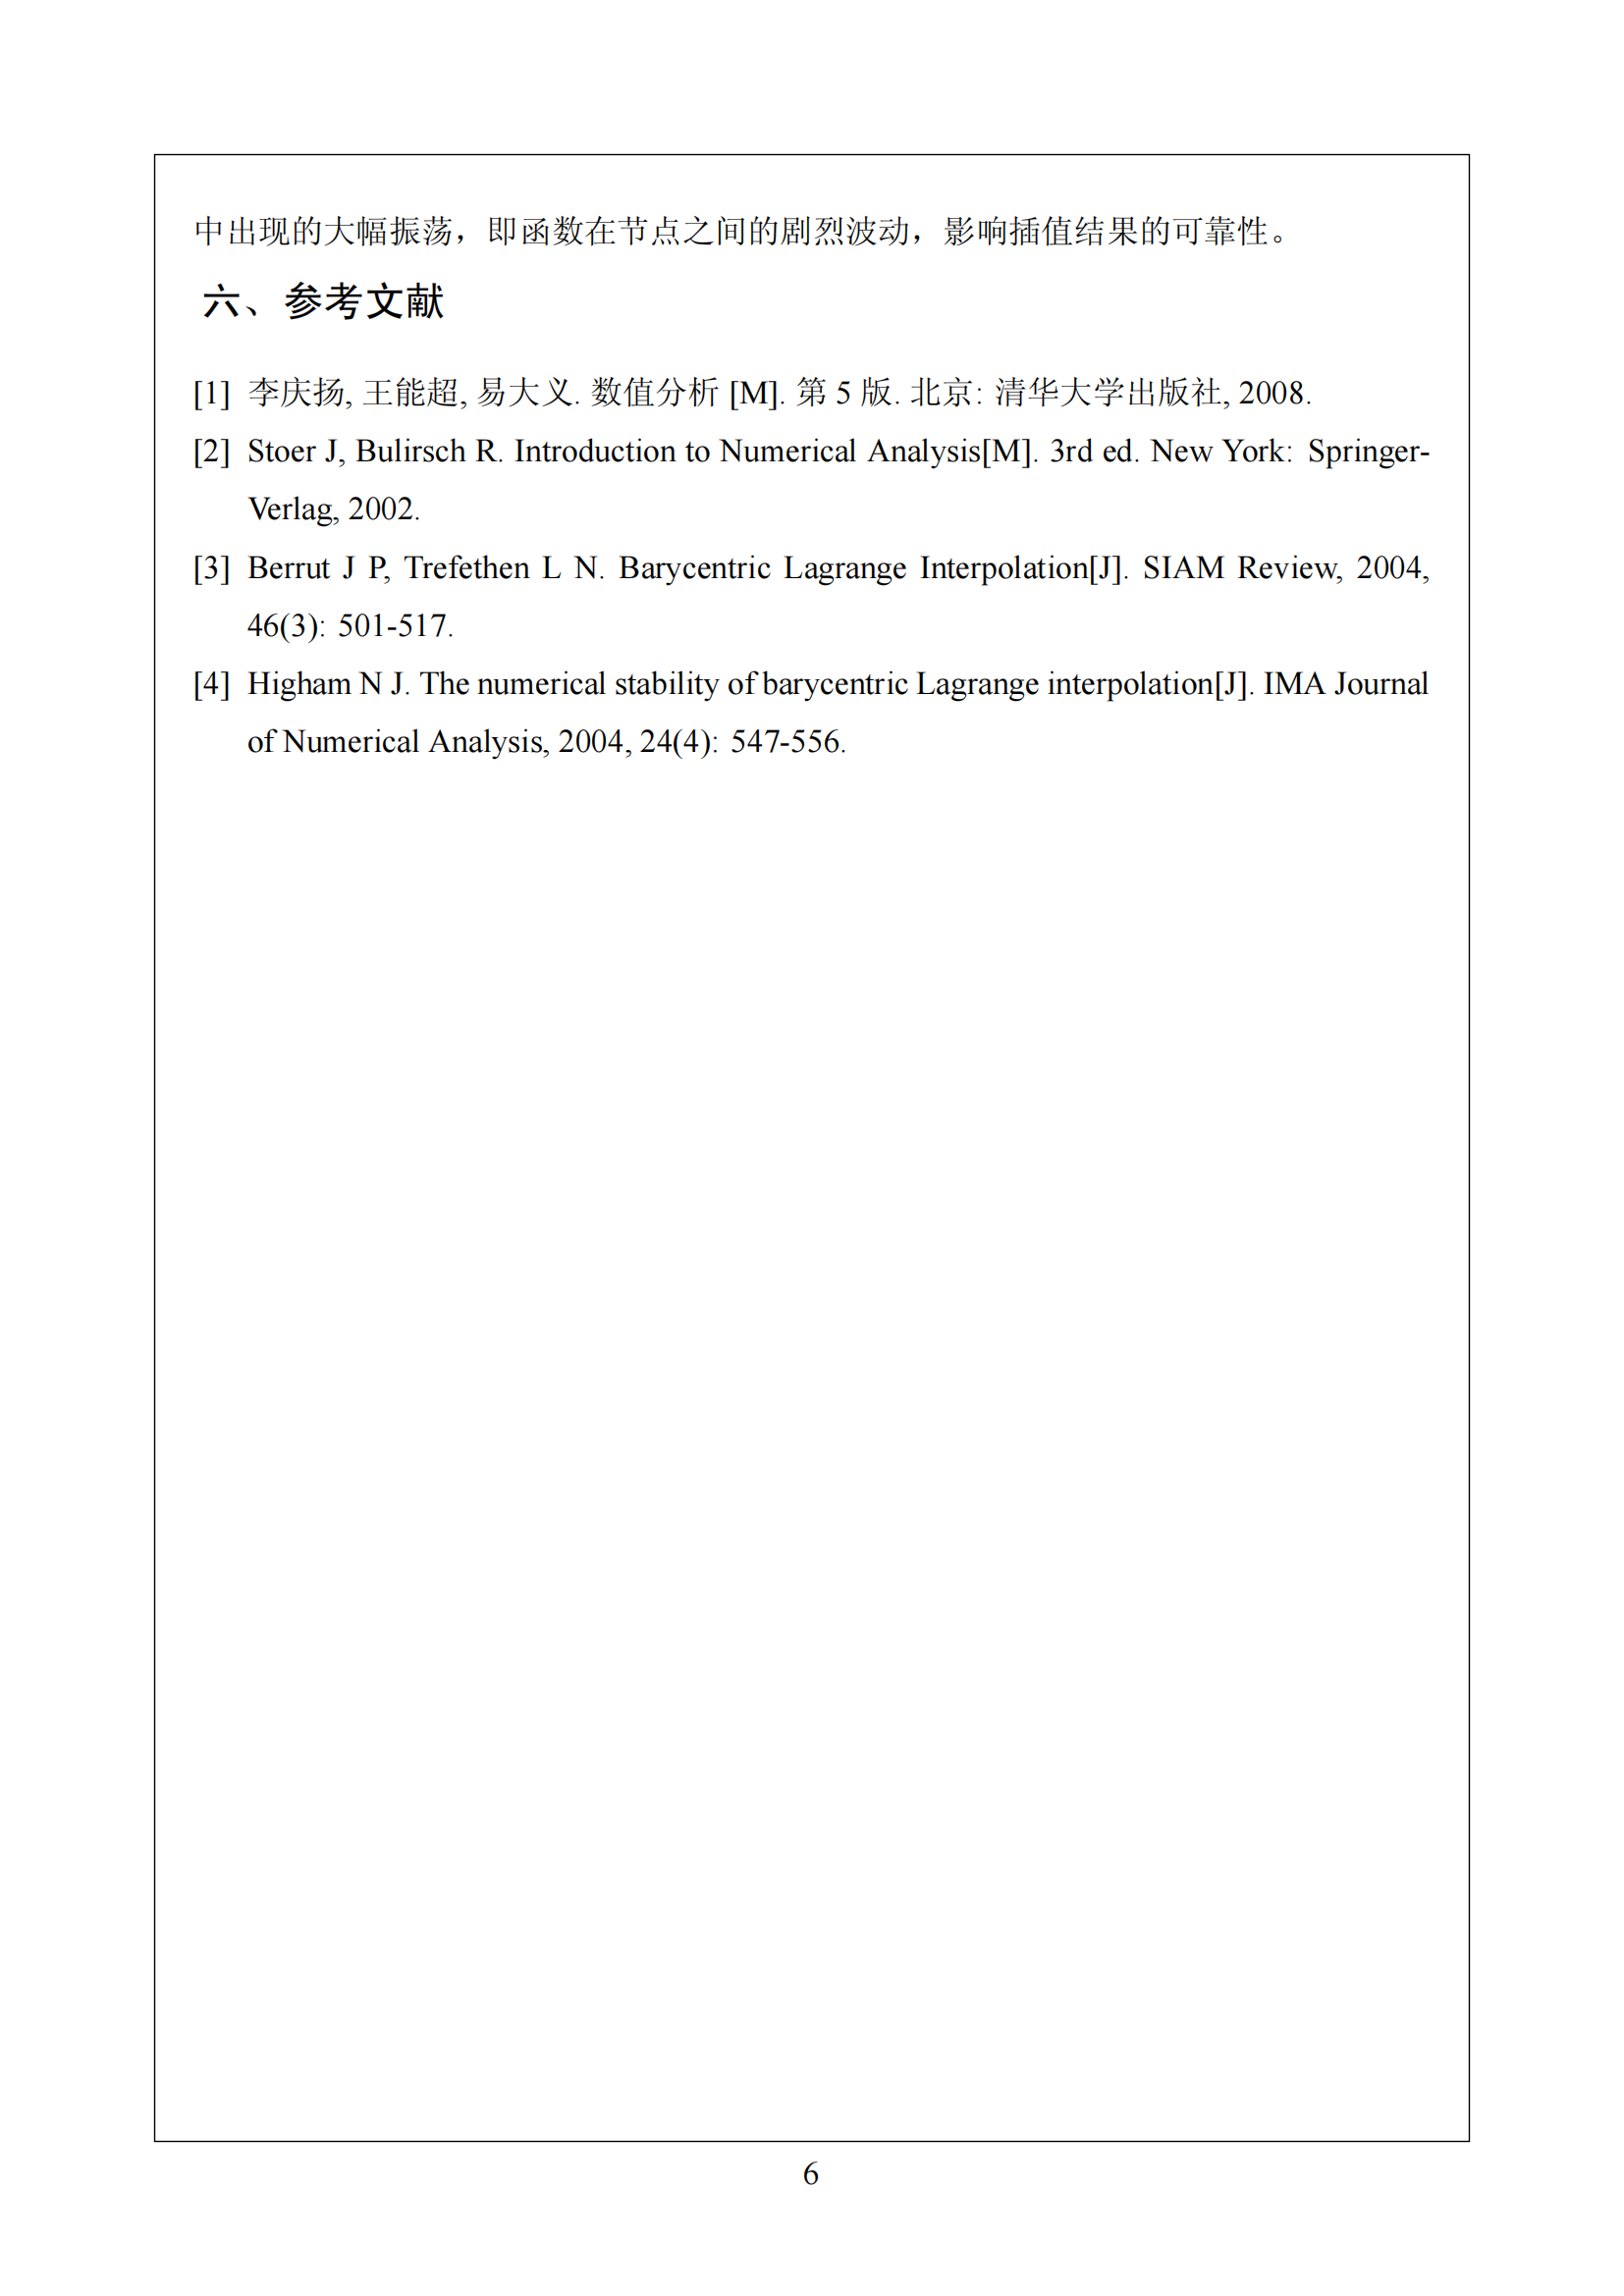 中出现的大幅振荡，即函数在节点之间的剧烈波动，影响插值结果的可靠性。
六、参考文献
[1] 李庆扬, 王能超, 易大义. 数值分析 [M]. 第 5 版. 北京: 清华大学出版社, 2008.
[2] Stoer J, Bulirsch R. Introduction to Numerical Analysis[M]. 3rd ed. New York: Springer-
Verlag, 2002.
[3] Berrut J P, Trefethen L N. Barycentric Lagrange Interpolation[J]. SIAM Review, 2004,
46(3): 501-517.
[4] Higham N J. The numerical stability of barycentric Lagrange interpolation[J]. IMA Journal
of Numerical Analysis, 2004, 24(4): 547-556.
6